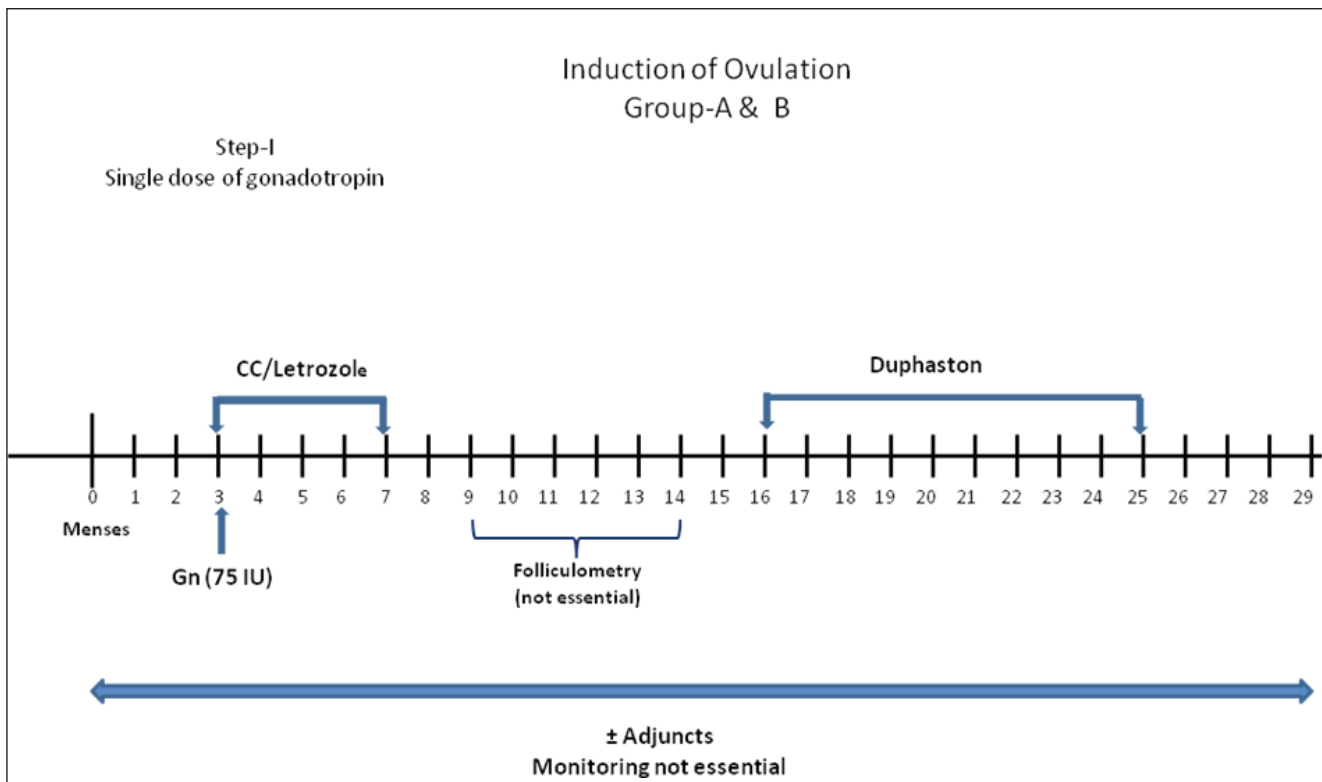 Induction of Ovulation
Group-A & B
Step-I
Single dose of gonadotropin
CC/Letrozole
Duphaston
0 1 2 3 4 5 6 7 8 9 10 11 12 13 14 15 16 17 18 19 20 21 22 23 24 25 26 27 28 29
Menses
Gn (75 IU)
Folliculometry
(not essential)
± Adjuncts
Monitoring not essential